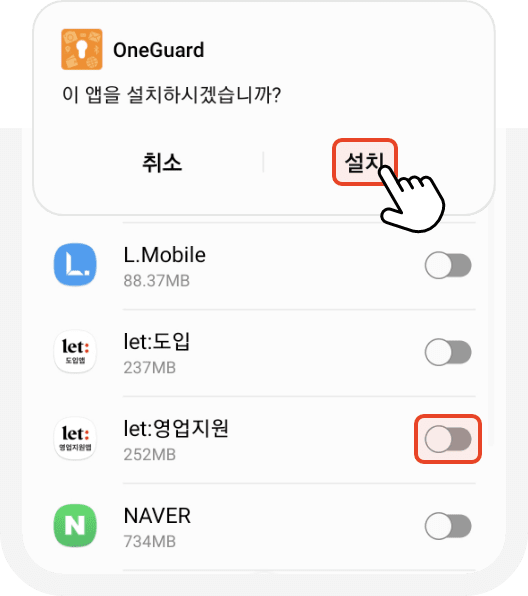 OneGuard
이 앱을 설치하시겠습니까?
취소
설치
L.
L.Mobile
88.37MB
let:
도입앱
let:도입
237MB
let:
영업지원앱
let:영업지원
252MB
N
NAVER
734MB